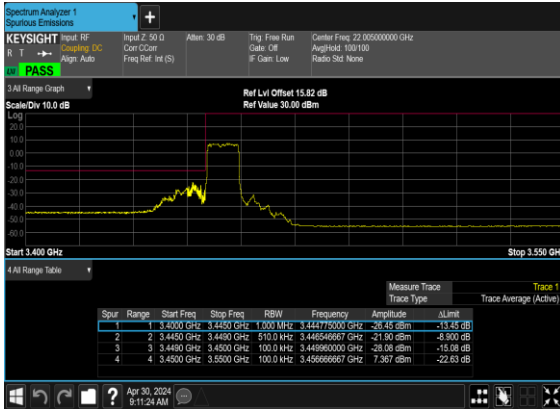 Spectrum Analyzer 1
Spurious Emissions
KEYSIGHT Input: RF Input Z: 50 Ω Atten: 30 dB Trig: Free Run Center Freq: 22.005000000 GHz
R T Coupling: DC Corr CCorr Gate: Off Avg|Hold: 100/100
Align: Auto Freq Ref: Int (S) IF Gain: Low Radio Std: None
PASS
3 All Range Graph
Ref Lvl Offset 15.82 dB
Scale/Div 10.0 dB Ref Value 30.00 dBm
Log
20.0
10.0
0.00
-10.0
-20.0
-30.0
-40.0
-50.0
-60.0
Start 3.400 GHz Stop 3.550 GH
4 All Range Table
Measure Trace Trace 1
Trace Type Trace Average (Active)
Spur Range Start Freq Stop Freq RBW Frequency Amplitude ΔLimit
1 1 3.4000 GHz 3.4450 GHz 1.000 MHz 3.444775000 GHz -26.45 dBm -13.45 dB
2 2 3.4450 GHz 3.4490 GHz 510.0 kHz 3.446546667 GHz -21.90 dBm -8.900 dB
3 3 3.4490 GHz 3.4500 GHz 100.0 kHz 3.449960000 GHz -28.08 dBm -15.08 dB
4 4 3.4500 GHz 3.5500 GHz 100.0 kHz 3.456666667 GHz 7.367 dBm -22.63 dB
Apr 30, 2024
9:11:24 AM